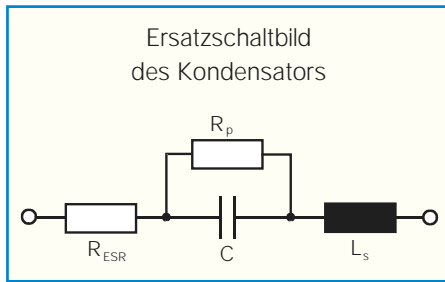 Ersatzschaltbild
des Kondensators
Rp
RESR
C
Ls